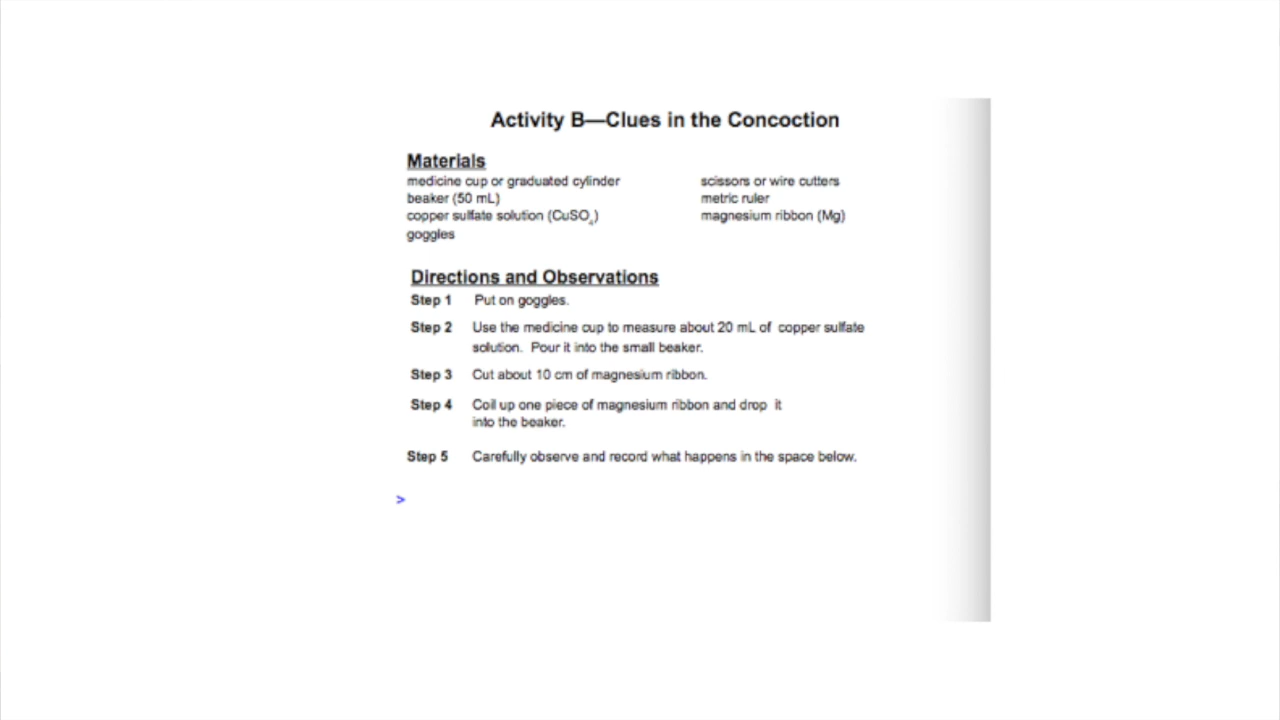 Activity B—Clues in the Concoction
Materials
medicine cup or graduated cylinder
beaker (50 mL)
copper sulfate solution (CuSO4)
goggles
scissors or wire cutters
metric ruler
magnesium ribbon (Mg)
Directions and Observations
Step 1 Put on goggles.
Step 2 Use the medicine cup to measure about 20 mL of copper sulfate
solution. Pour it into the small beaker.
Step 3 Cut about 10 cm of magnesium ribbon.
Step 4 Coil up one piece of magnesium ribbon and drop it
into the beaker.
Step 5 Carefully observe and record what happens in the space below.
>